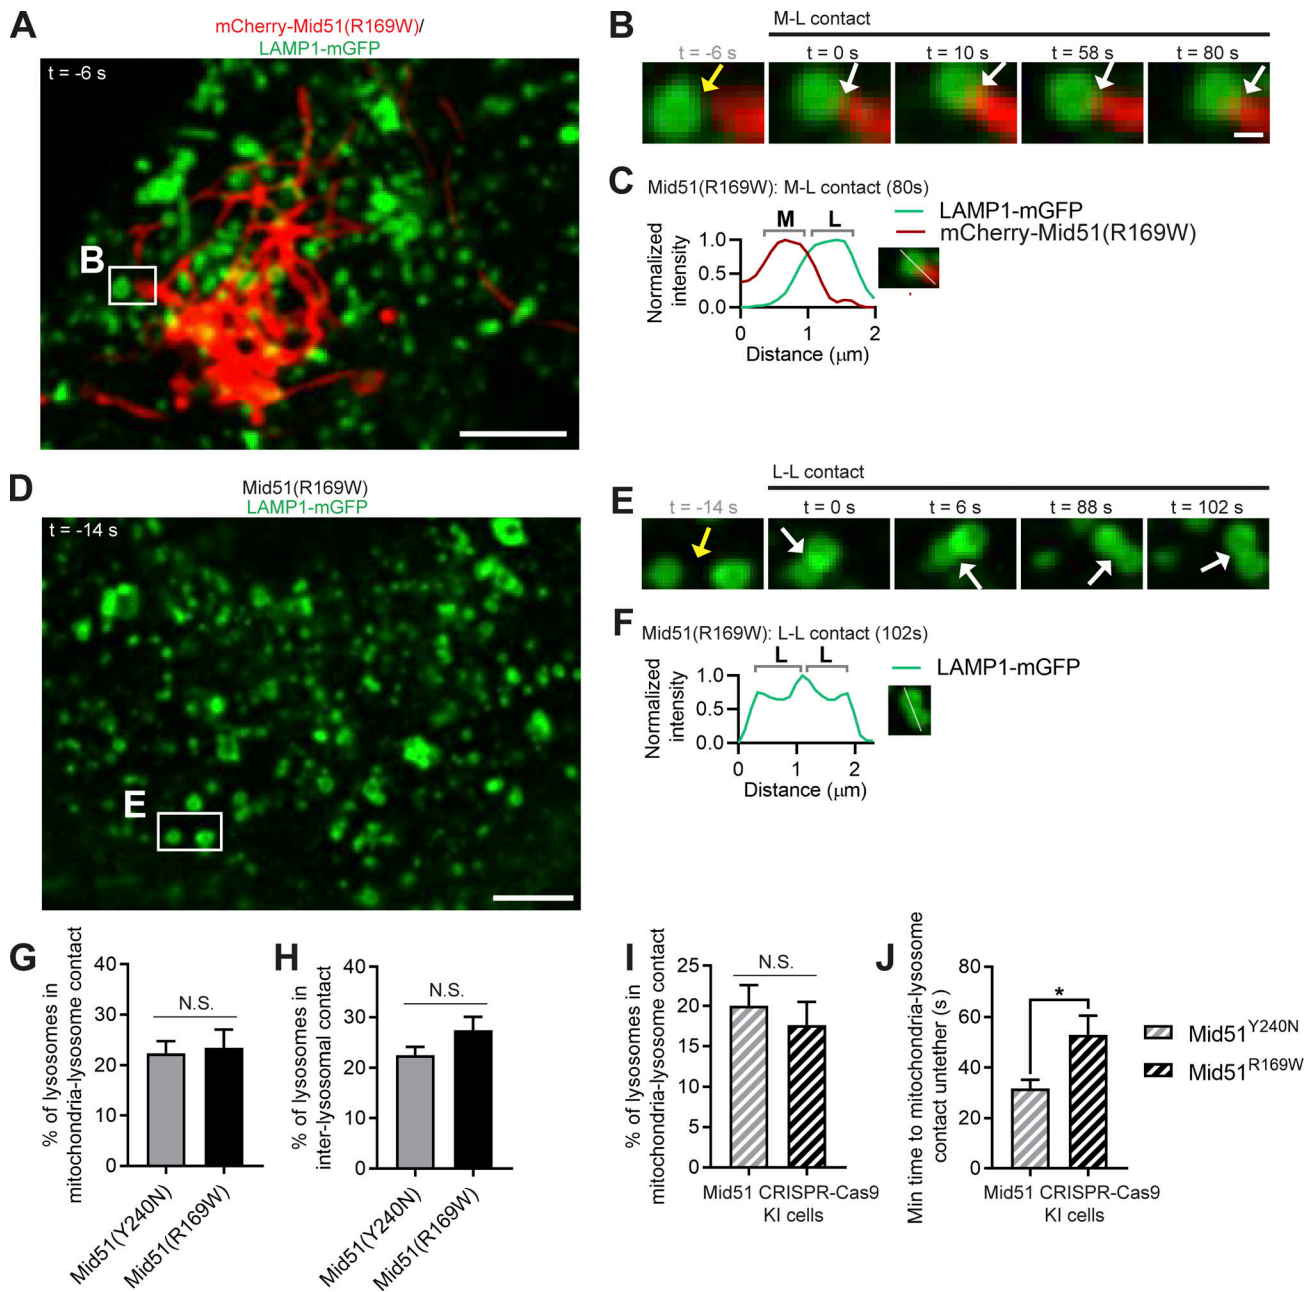 A
mCherry-Mid51(R169W)/
LAMP1-mGFP
t = -6 s
B
B
M-L contact
t = -6 s
t = 0 s
t = 10 s
t = 58 s
t = 80 s
C
Mid51(R169W): M-L contact (80s)
M
L
LAMP1-mGFP
mCherry-Mid51(R169W)
Normalized
intensity
1.0
0.5
0.0
0
1
2
Distance (μm)
D
Mid51(R169W)
LAMP1-mGFP
t = -14 s
E
E
L-L contact
t = -14 s
t = 0 s
t = 6 s
t = 88 s
t = 102 s
F
Mid51(R169W): L-L contact (102s)
L
L
LAMP1-mGFP
Normalized
intensity
1.0
0.5
0.0
0
1
2
Distance (μm)
G
% of lysosomes in
mitochondria-lysosome contact
40
30
20
10
0
N.S.
Mid51(Y240N)
Mid51(R169W)
H
% of lysosomes in
inter-lysosomal contact
40
30
20
10
0
N.S.
Mid51(Y240N)
Mid51(R169W)
I
% of lysosomes in
mitochondria-lysosome contact
25
20
15
10
5
0
N.S.
Mid51 CRISPR-Cas9
KI cells
J
Min time to mitochondria-lysosome
contact untether (s)
80
60
40
20
0
*
Mid51 CRISPR-Cas9
KI cells
Mid51Y240N
Mid51R169W